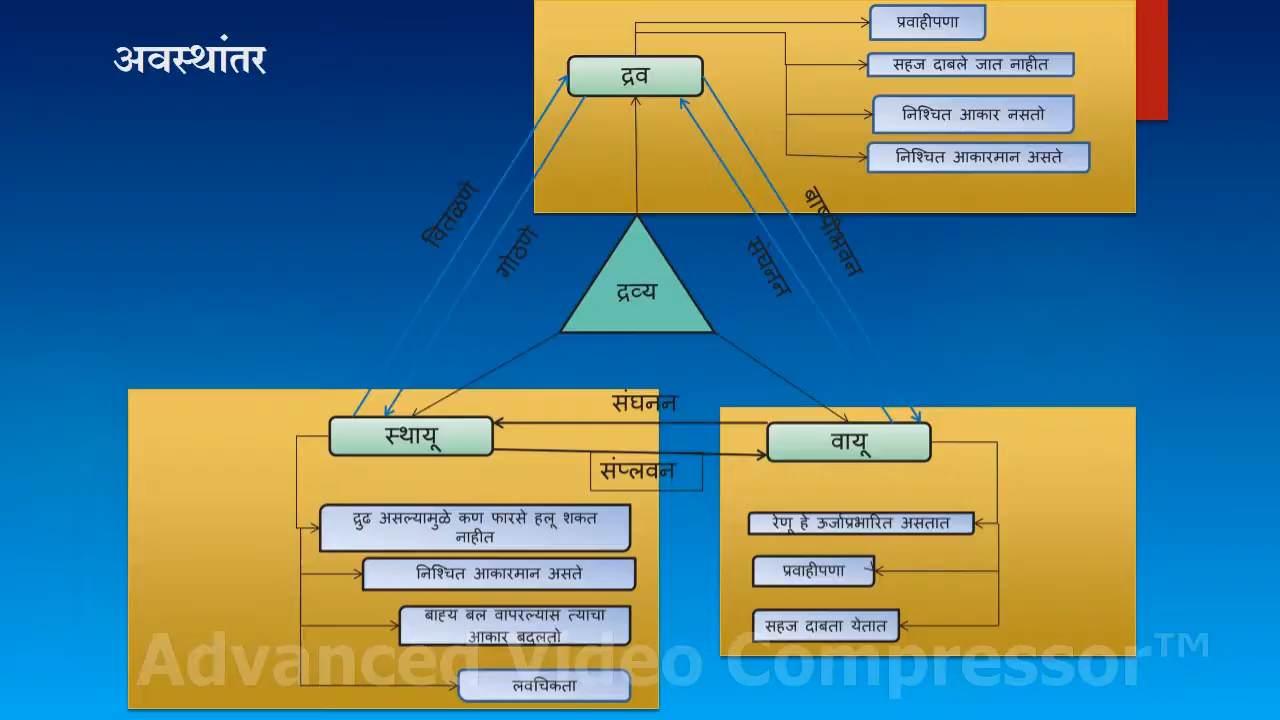 अवस्थांतर
द्रव
प्रवाहीपणा
सहज दाबले जात नाहीत
निश्चित आकार नसतो
निश्चित आकारमान असते
वितळणे
गोठणे
संघनन
बाष्पीभवन
द्रव्य
संघनन
संप्लवन
स्थायू
द्रुढ असल्यामुळे कण फारसे हलू शकत
नाहीत
निश्चित आकारमान असते
बाह्य बल वापरल्यास त्याचा
आकार बदलतो
लवचिकता
वायू
रेणू हे ऊर्जाप्रभारित असतात
प्रवाहीपणा
सहज दाबता येतात
Advanced Video Compressor™